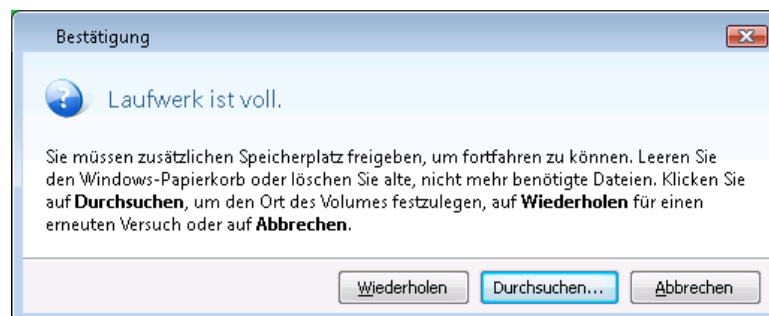 Bestätigung
Laufwerk ist voll.
Sie müssen zusätzlichen Speicherplatz freigeben, um fortfahren zu können. Leeren Sie
den Windows-Papierkorb oder löschen Sie alte, nicht mehr benötigte Dateien. Klicken Sie
auf Durchsuchen, um den Ort des Volumes festzulegen, auf Wiederholen für einen
erneuten Versuch oder auf Abbrechen.
Wiederholen Durchsuchen... Abbrechen